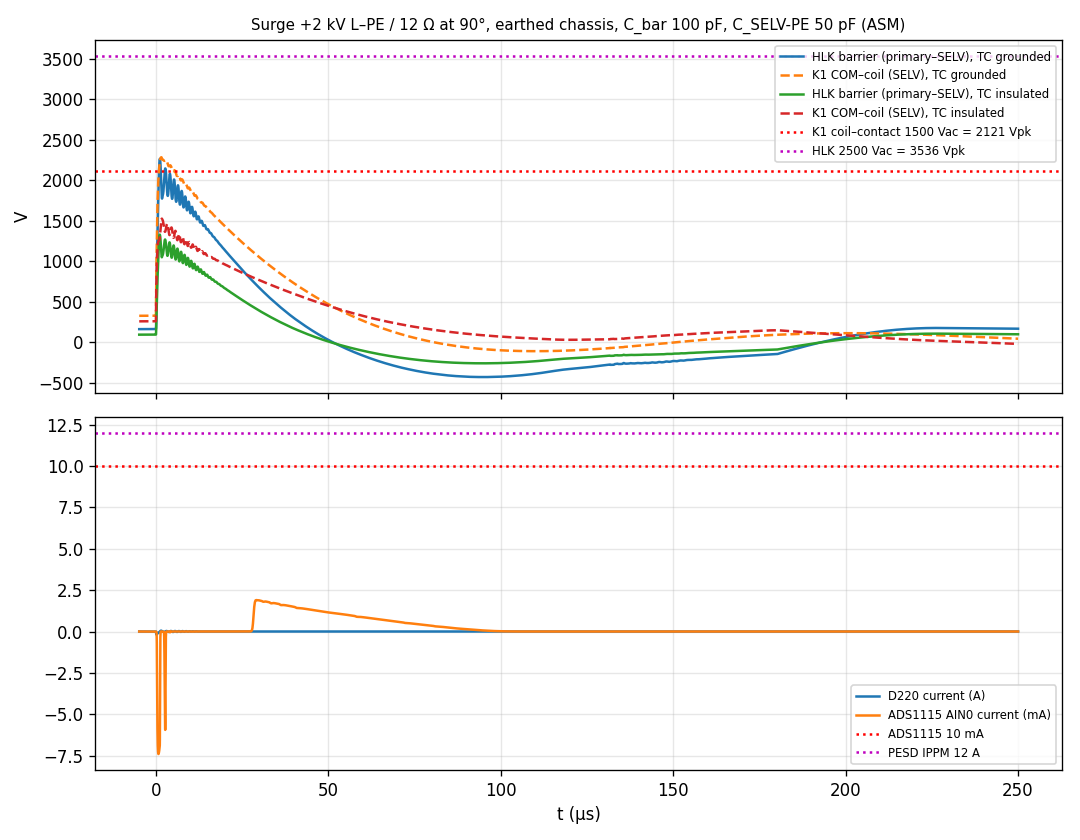 Surge +2 kV L–PE / 12 Ω at 90°, earthed chassis, C_bar 100 pF, C_SELV-PE 50 pF (ASM)
3500
3000
2500
2000
1500
1000
500
0
−500
V
HLK barrier (primary–SELV), TC grounded
K1 COM–coil (SELV), TC grounded
HLK barrier (primary–SELV), TC insulated
K1 COM–coil (SELV), TC insulated
K1 coil–contact 1500 Vac = 2121 Vpk
HLK 2500 Vac = 3536 Vpk
12.5
10.0
7.5
5.0
2.5
0.0
−2.5
−5.0
−7.5
D220 current (A)
ADS1115 AIN0 current (mA)
ADS1115 10 mA
PESD IPPM 12 A
0 50 100 150 200 250
t (µs)